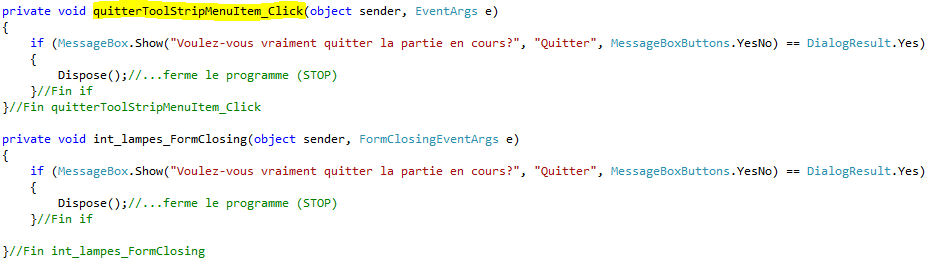 private void quitterToolStripMenuItem_Click(object sender, EventArgs e)
{
    if (MessageBox.Show("Voulez-vous vraiment quitter la partie en cours?", "Quitter", MessageBoxButtons.YesNo) == DialogResult.Yes)
    {
        Dispose();//...ferme le programme (STOP)
    }//Fin if
}//Fin quitterToolStripMenuItem_Click
private void int_lampes_FormClosing(object sender, FormClosingEventArgs e)
{
    if (MessageBox.Show("Voulez-vous vraiment quitter la partie en cours?", "Quitter", MessageBoxButtons.YesNo) == DialogResult.Yes)
    {
        Dispose();//...ferme le programme (STOP)
    }//Fin if
}//Fin int_lampes_FormClosing